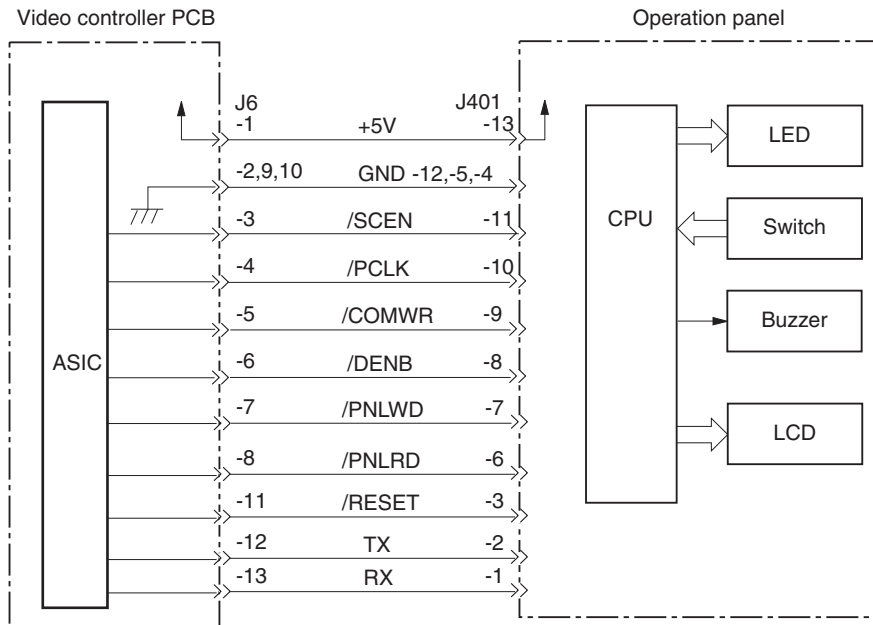 Video controller PCB
Operation panel
J6
J401
-1 +5V -13
-2,9,10 GND -12,-5,-4
-3 /SCEN -11
-4 /PCLK -10
-5 /COMWR -9
-6 /DENB -8
-7 /PNLWD -7
-8 /PNLRD -6
-11 /RESET -3
-12 TX -2
-13 RX -1
ASIC
CPU
LED
Switch
Buzzer
LCD